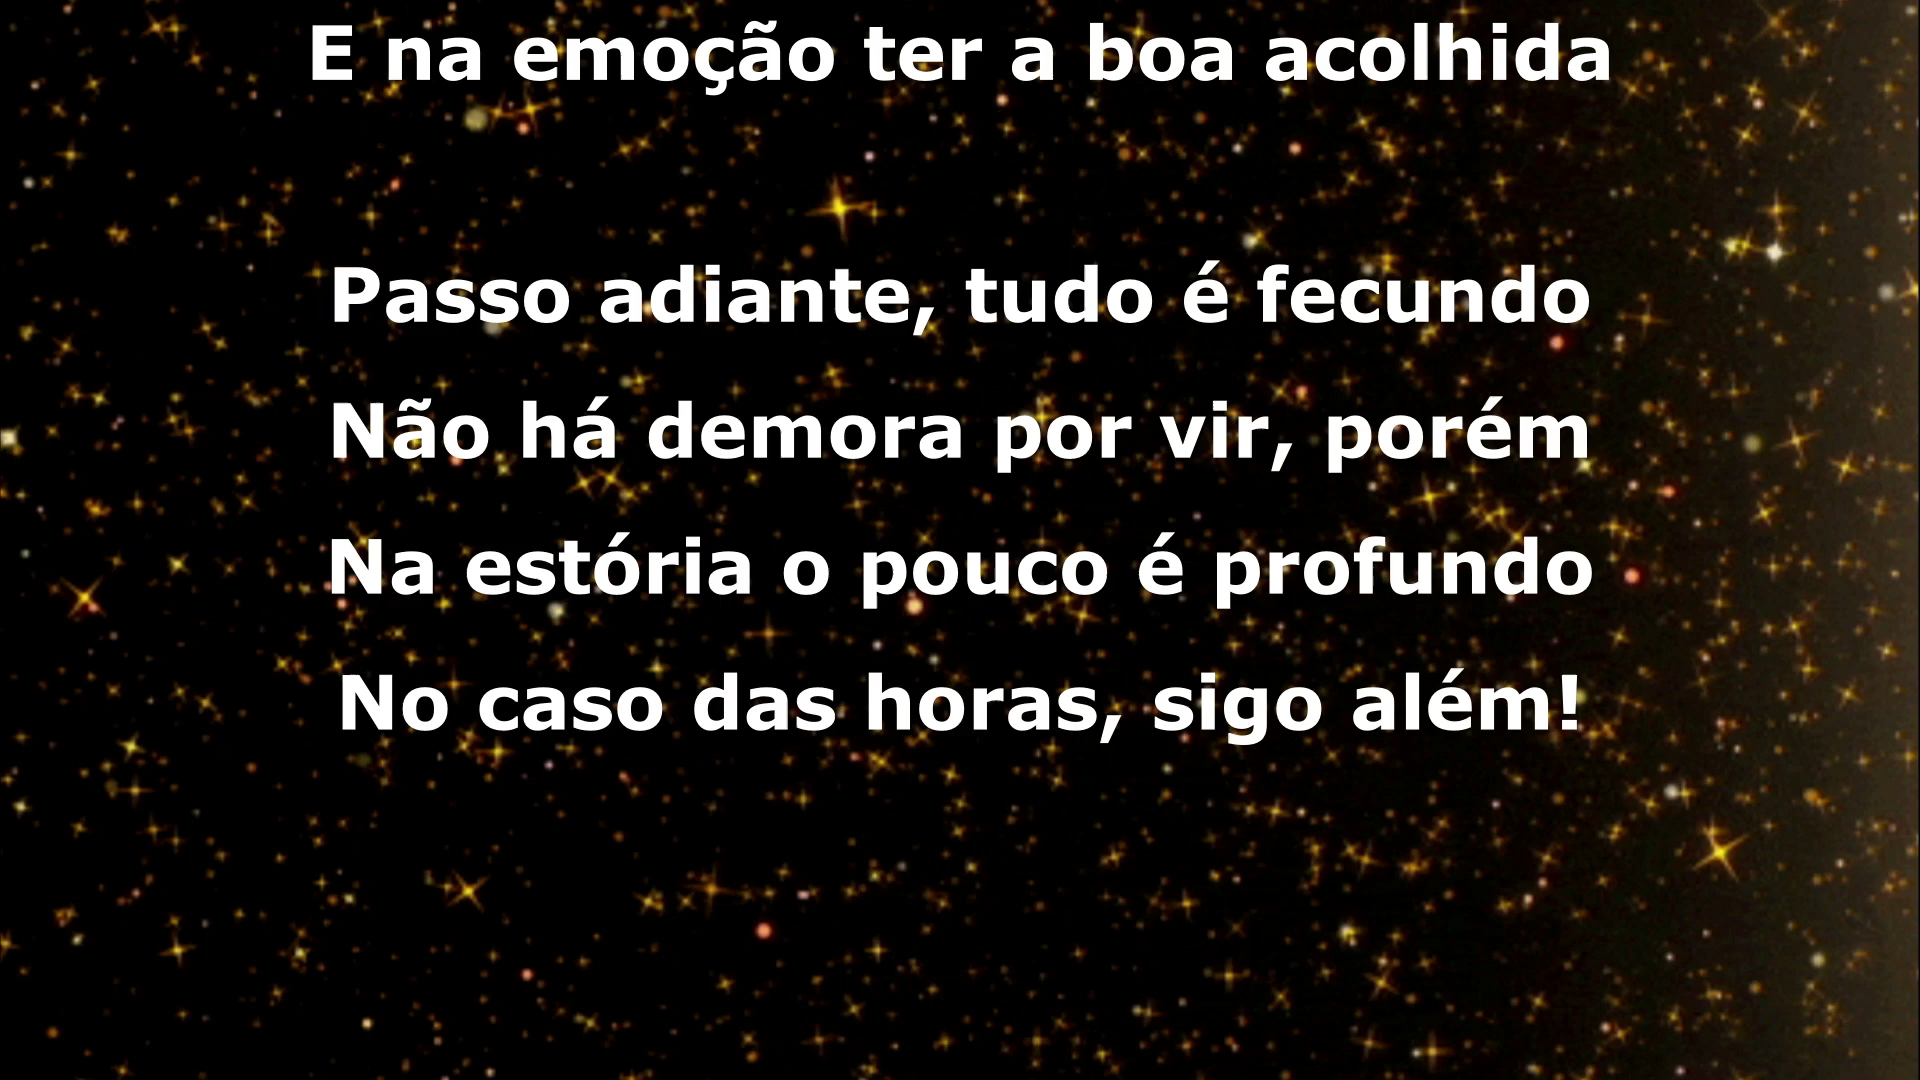 E na emoção ter a boa acolhida
Passo adiante, tudo é fecundo
Não há demora por vir, porém
Na estória o pouco é profundo
No caso das horas, sigo além!